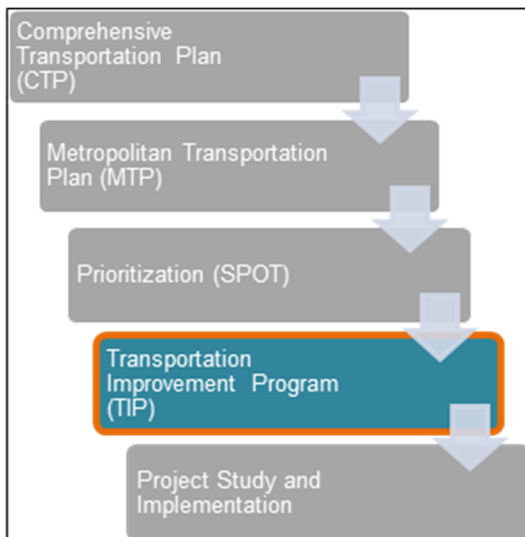 Comprehensive
Transportation Plan
(CTP)
Metropolitan Transportation
Plan (MTP)
Prioritization (SPOT)
Transportation
Improvement Program
(TIP)
Project Study and
Implementation